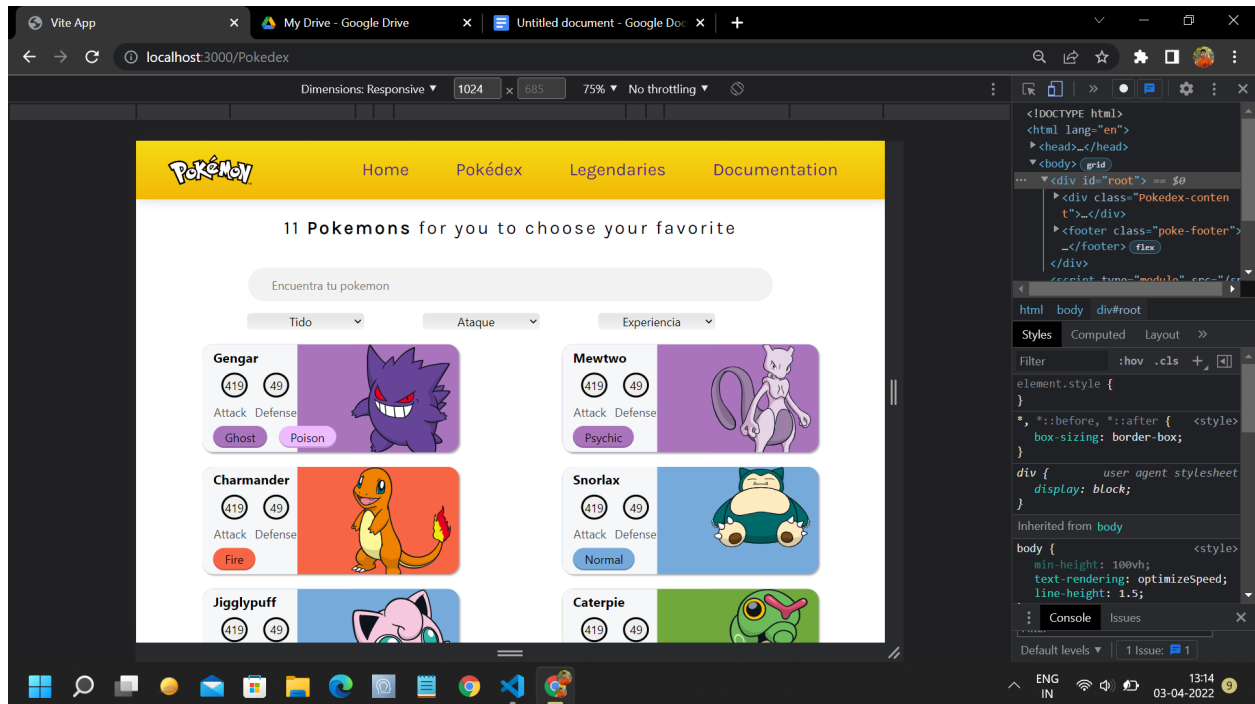 Vite App
My Drive - Google Drive
Untitled document - Google Doc
localhost:3000/Pokedex
Dimensions: Responsive 1024 × 685 75% No throttling
POKéMON Home Pokédex Legendaries Documentation
11 Pokemons for you to choose your favorite
Encuentra tu pokemon
Tido Ataque Experiencia
Gengar
419 49
Attack Defense
Ghost Poison
Mewtwo
419 49
Attack Defense
Psychic
Charmander
419 49
Attack Defense
Fire
Snorlax
419 49
Attack Defense
Normal
Jigglypuff
419 49
Caterpie
419 49
<!DOCTYPE html>
<html lang="en">
<head>…</head>
<body> grid
<div id="root"> == $0
<div class="Pokedex-conten
t">…</div>
<footer class="poke-footer">
…</footer> flex
</div>
html body div#root
Styles Computed Layout
Filter :hov .cls
element.style {
}
*, *::before, *::after { <style>
box-sizing: border-box;
}
div { user agent stylesheet
display: block;
}
Inherited from body
body { <style>
min-height: 100vh;
text-rendering: optimizeSpeed;
line-height: 1.5;
Console Issues
Default levels 1 Issue: 1
ENG
IN
13:14
03-04-2022
9